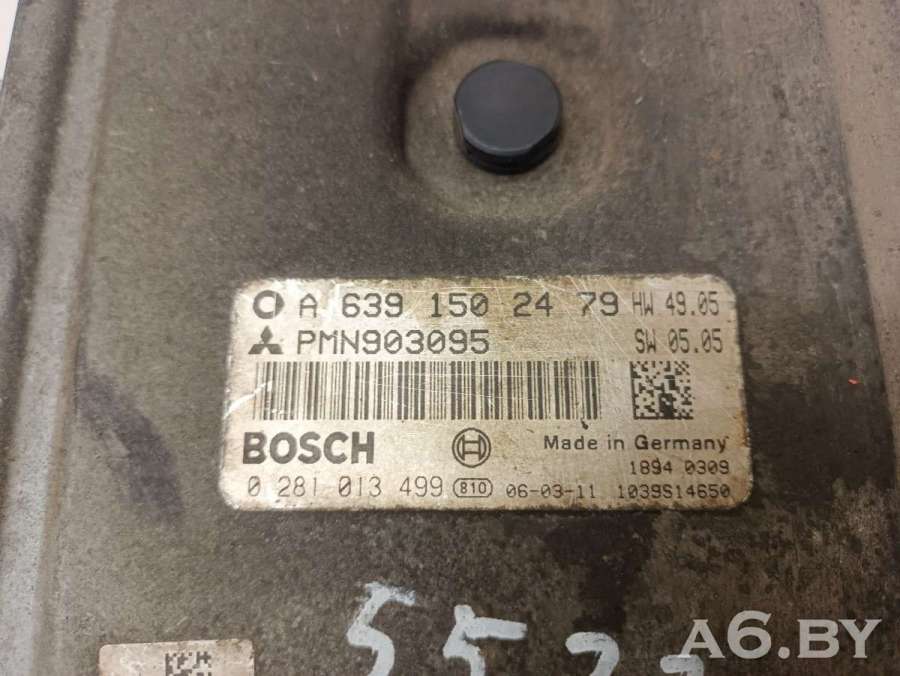 A 639 150 24 79 HW 49.05
PMN903095 SW 05.05
BOSCH Made in Germany
1894 0309
0 281 013 499 810 06-03-11 1039S14650
55
A6.BY